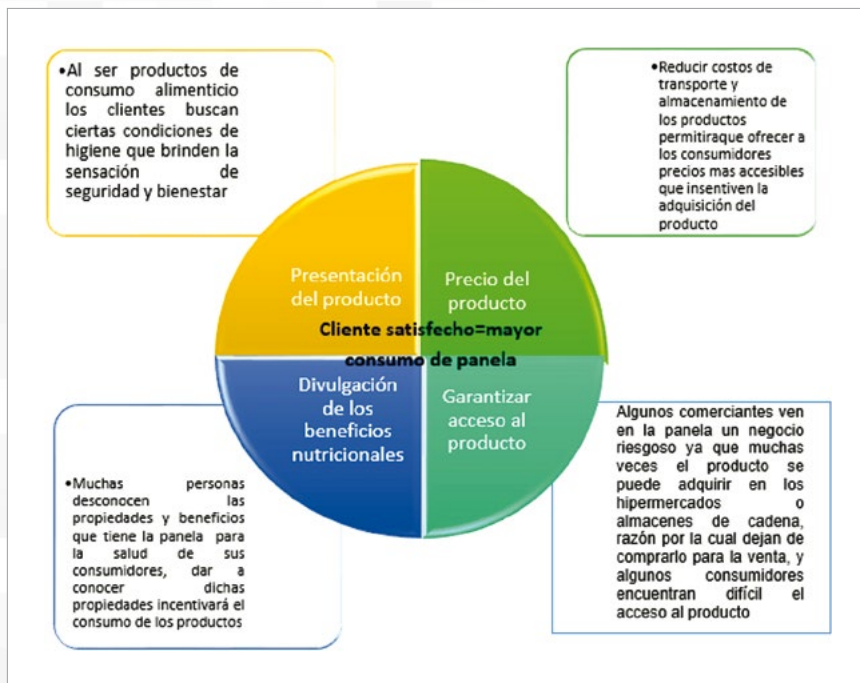 •Al ser productos de
consumo alimenticio
los clientes buscan
ciertas condiciones de
higiene que brinden la
sensación de
seguridad y bienestar
•Reducir costos de
transporte y
almacenamiento de
los productos
permitiraque ofrecer a
los consumidores
precios mas accesibles
que insentiven la
adquisición del
producto
Presentación
del producto
Precio del
producto
Cliente satisfecho=mayor
consumo de panela
Divulgación
de los
beneficios
nutricionales
Garantizar
acceso al
producto
•Muchas personas
desconocen las
propiedades y beneficios
que tiene la panela para
la salud de sus
consumidores, dar a
conocer dichas
propiedades incentivará el
consumo de los productos
Algunos comerciantes ven
en la panela un negocio
riesgoso ya que muchas
veces el producto se
puede adquirir en los
hipermercados o
almacenes de cadena,
razón por la cual dejan de
comprarlo para la venta, y
algunos consumidores
encuentran difícil el
acceso al producto